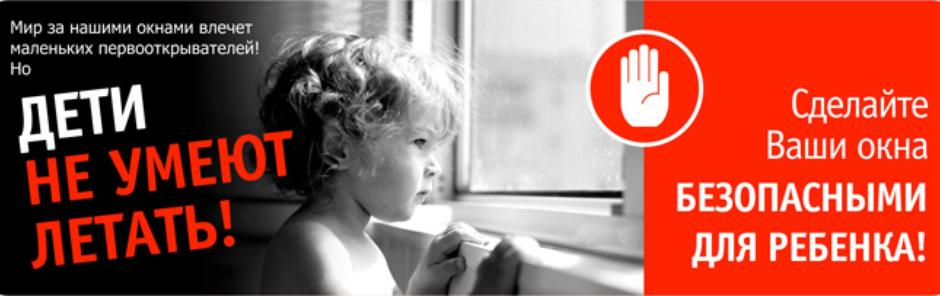 Мир за нашими окнами влечет
маленьких первооткрывателей!
Но
ДЕТИ
НЕ УМЕЮТ
ЛЕТАТЬ!
Сделайте
Ваши окна
БЕЗОПАСНЫМИ
ДЛЯ РЕБЕНКА!